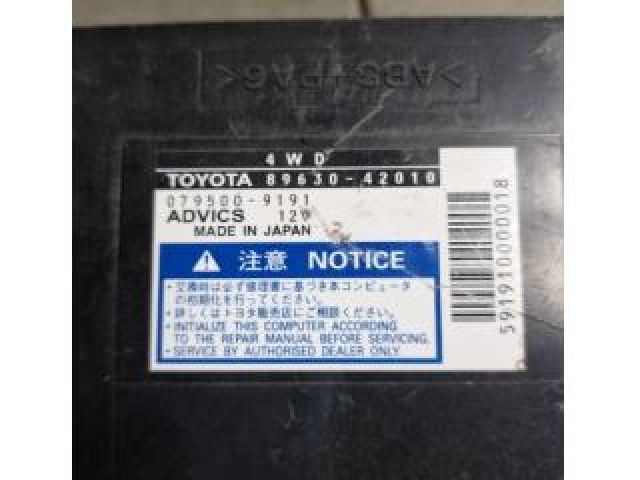 >ABS+PA6<
4WD
TOYOTA 89630-42010
079500-9191
ADVICS 120
MADE IN JAPAN
注意 NOTICE
・交換時は必ず修理書に基づき本コンピュータ
の初期化を行ってください。
・詳しくはトヨタ販売店にご相談ください。
・INITIALIZE THIS COMPUTER ACCORDING
TO THE REPAIR MANUAL BEFORE SERVICING.
・SERVICE BY AUTHORISED DEALER ONLY.
5919100000018